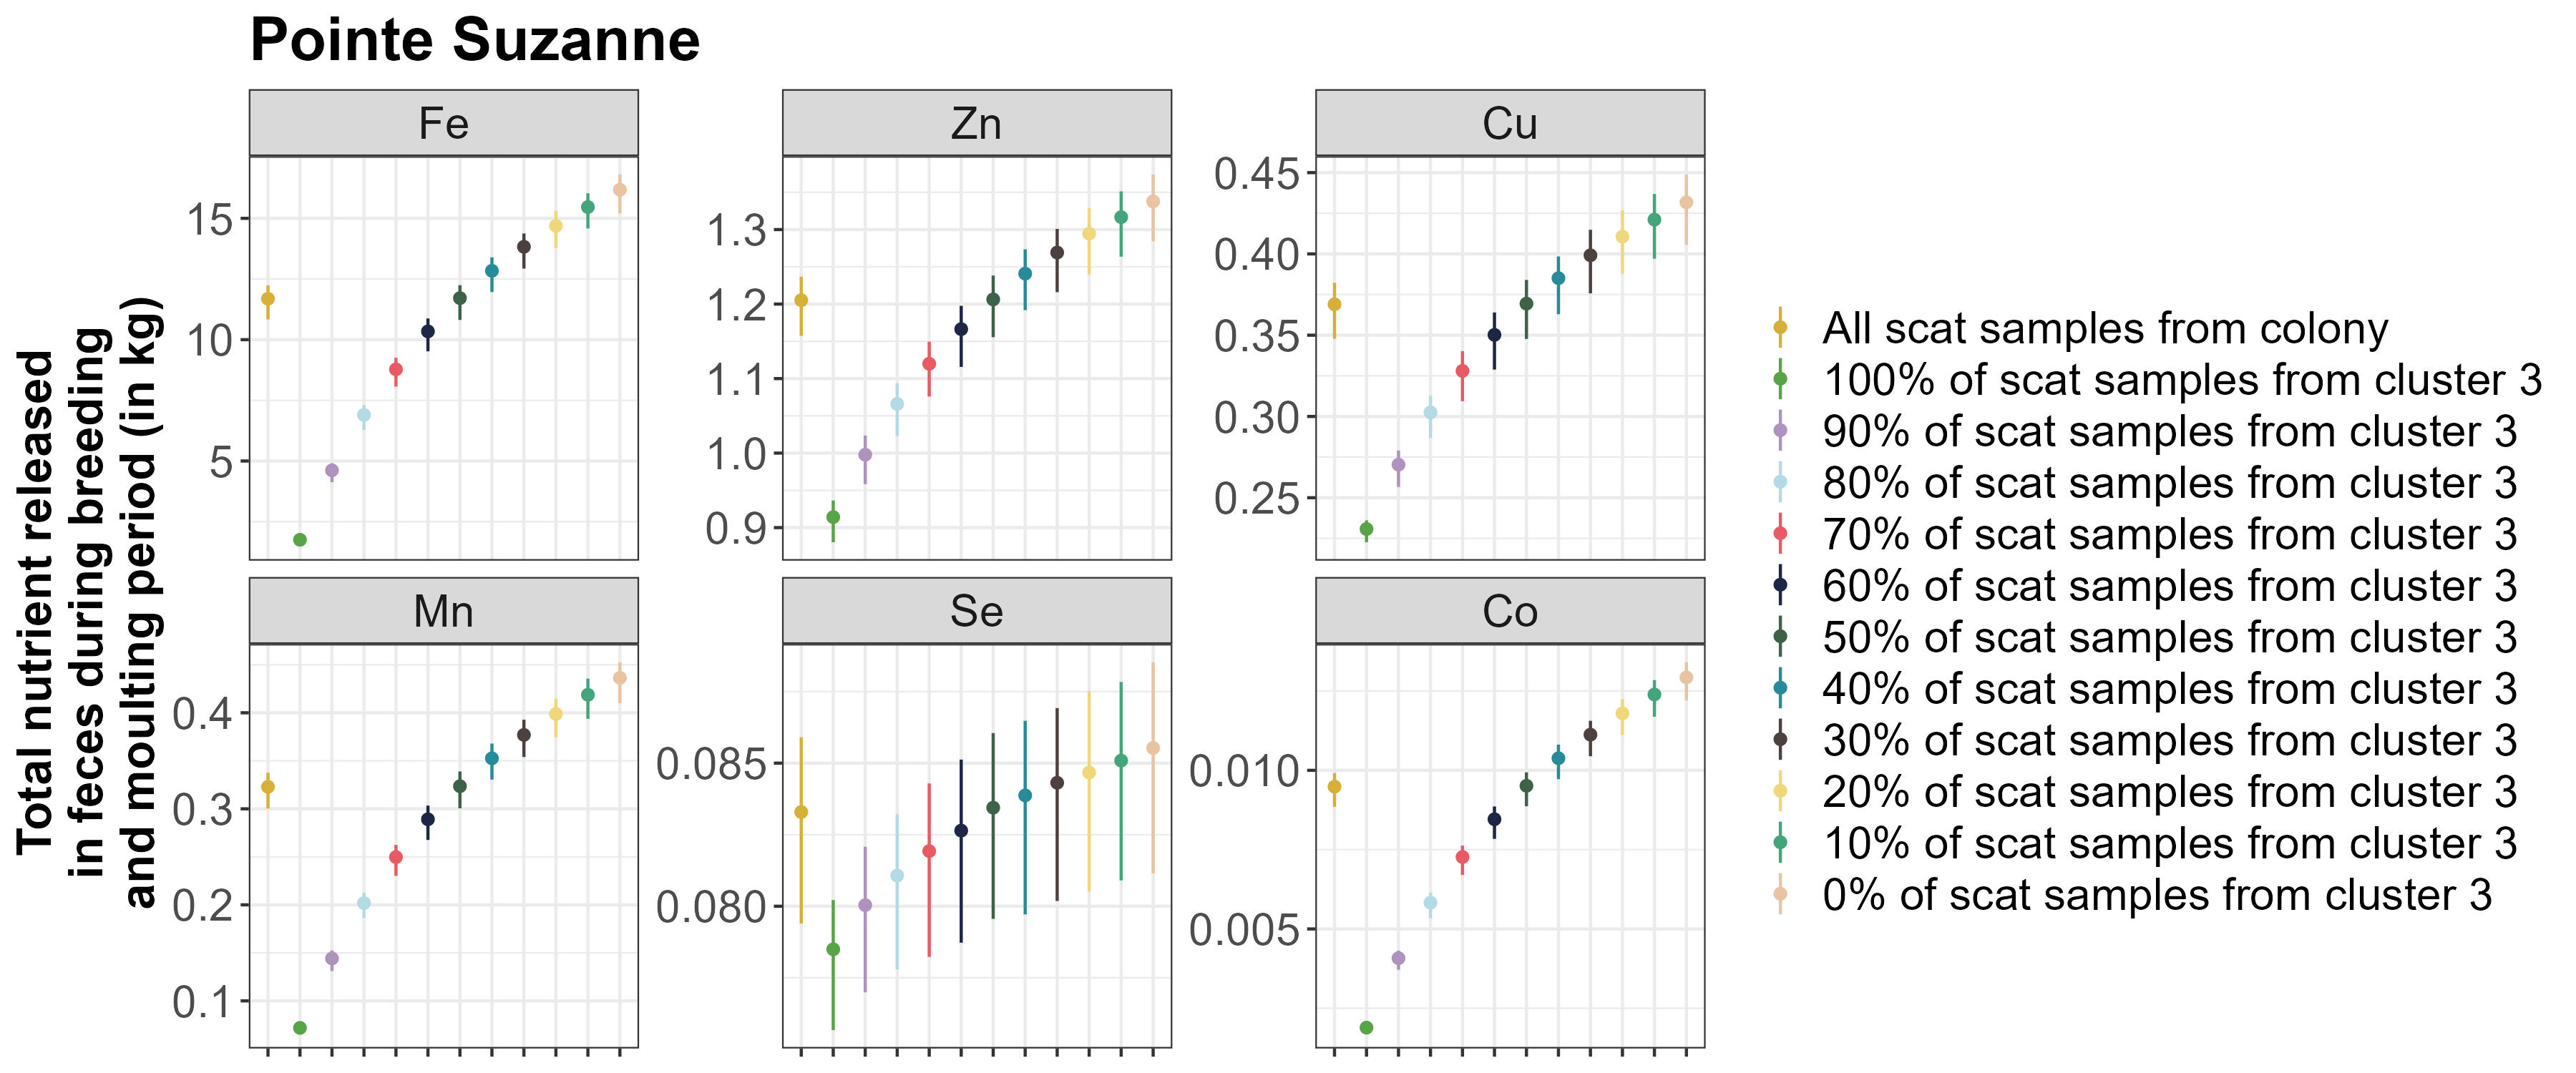 Pointe Suzanne
Total nutrient released
in feces during breeding
and moulting period (in kg)
Fe
15
10
5
Zn
1.3
1.2
1.1
1.0
0.9
Cu
0.45
0.40
0.35
0.30
0.25
Mn
0.4
0.3
0.2
0.1
Se
0.085
0.080
Co
0.010
0.005
All scat samples from colony
100% of scat samples from cluster 3
90% of scat samples from cluster 3
80% of scat samples from cluster 3
70% of scat samples from cluster 3
60% of scat samples from cluster 3
50% of scat samples from cluster 3
40% of scat samples from cluster 3
30% of scat samples from cluster 3
20% of scat samples from cluster 3
10% of scat samples from cluster 3
0% of scat samples from cluster 3